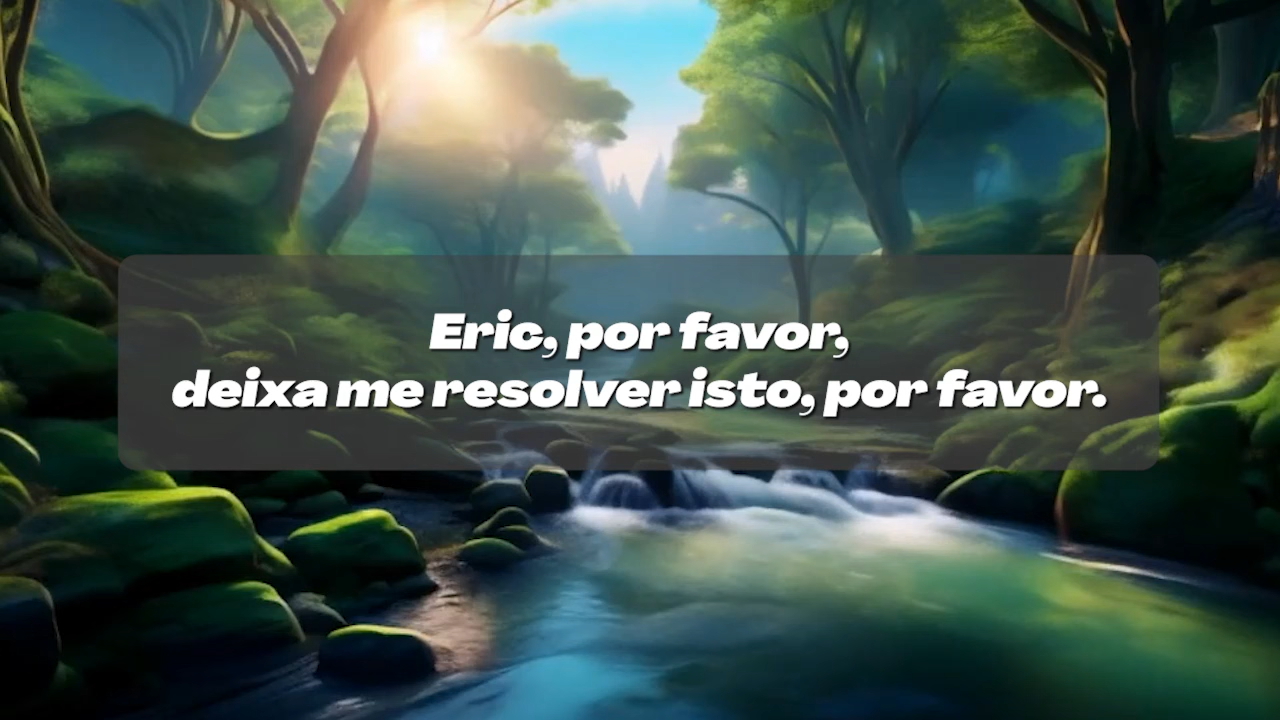 Eric, por favor,
deixa me resolver isto, por favor.